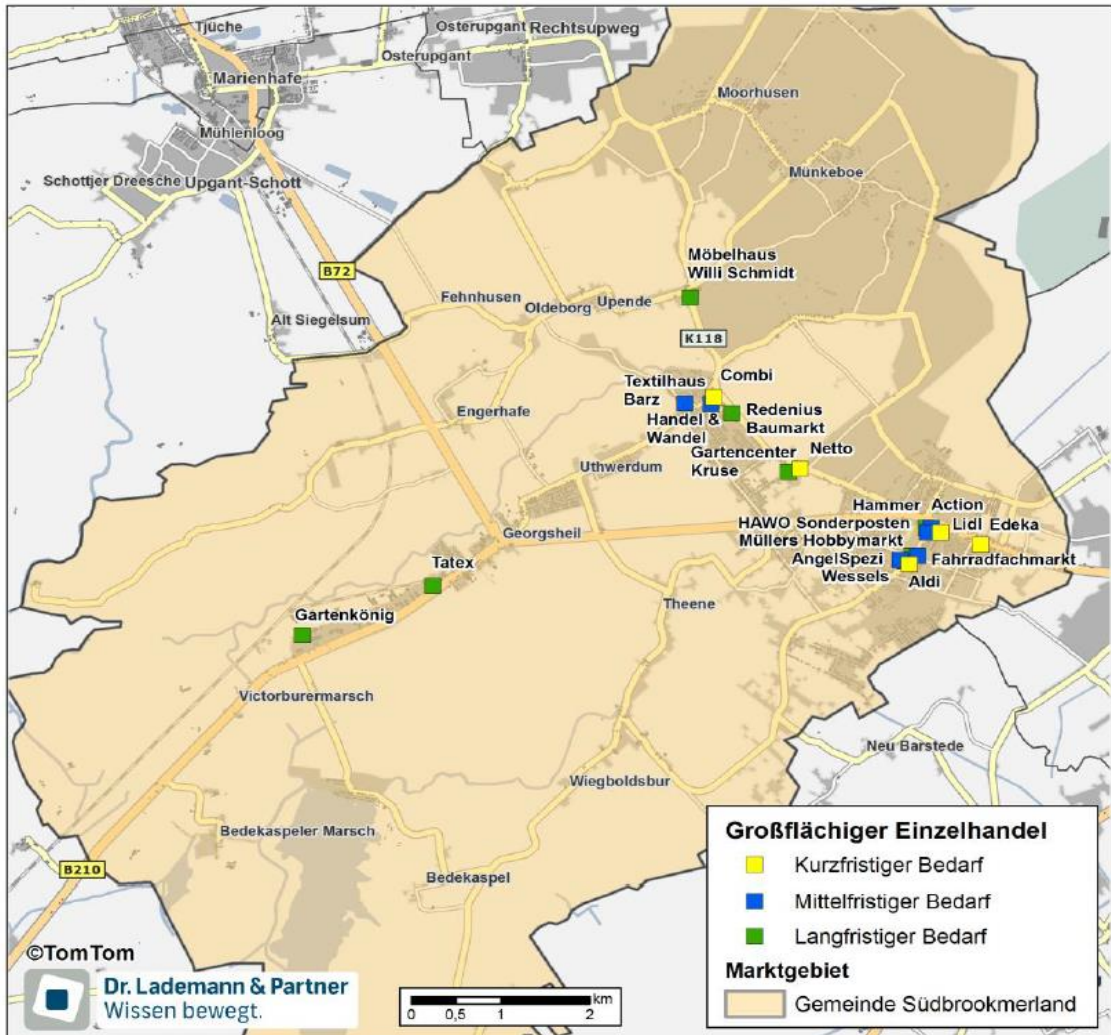 Tjüche
Osterupgant
Rechtsupweg
Osterupgant
Marienhafe
Moorhusen
Mühlenloog
Schottjer Dreesche
Upgant-Schott
Münkeboe
Möbelhaus
Willi Schmidt
B72
Fehnhusen
Oldeborg
Upende
Alt Siegelsum
K118
Textilhaus
Barz
Combi
Engerhafe
Handel &
Wandel
Redenius
Baumarkt
Gartencenter
Kruse
Netto
Uthwerdum
Hammer
Action
Georgsheil
HAWO Sonderposten
Lidl
Edeka
Müllers Hobbymarkt
Tatex
AngelSpezi
Fahrradfachmarkt
Wessels
Aldi
Theene
Gartenkönig
Victorburermarsch
Neu Barstede
Wiegboldsbur
Bedekaspeler Marsch
B210
Bedekaspel
Großflächiger Einzelhandel
Kurzfristiger Bedarf
Mittelfristiger Bedarf
Langfristiger Bedarf
Marktgebiet
Gemeinde Südbrookmerland
©TomTom
Dr. Lademann & Partner
Wissen bewegt.
km
0 0,5 1 2